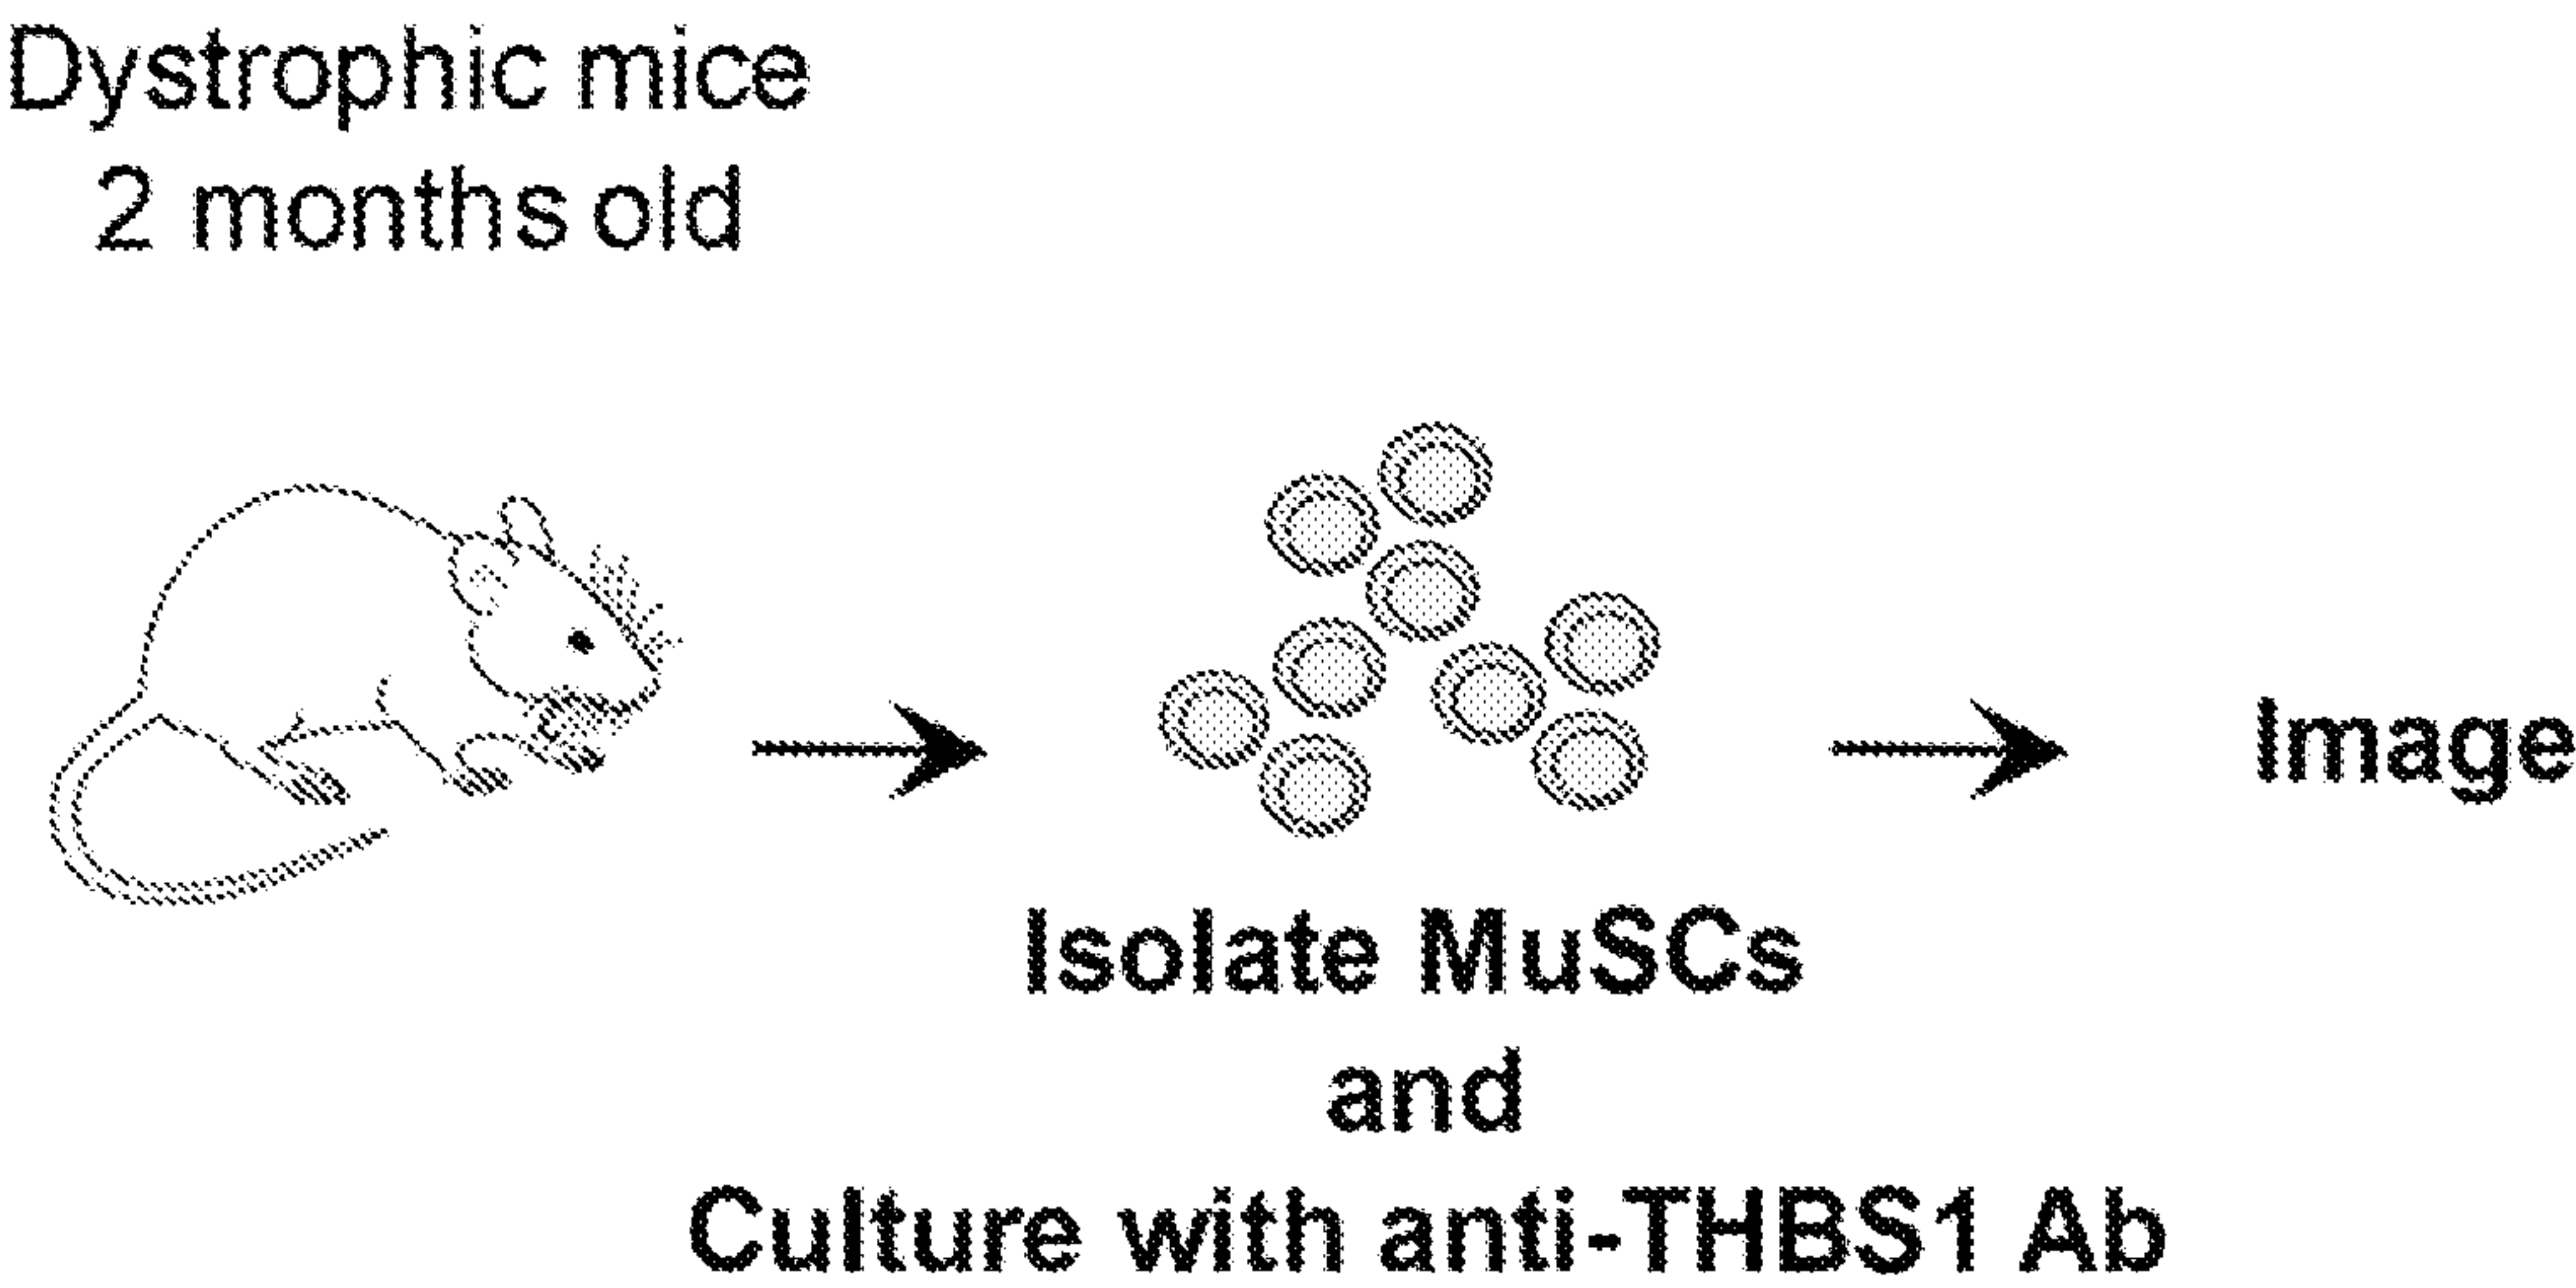 Dystrophic mice
2 months old
Image
Isolate MuSCs
and
Culture with anti-THBS1 Ab